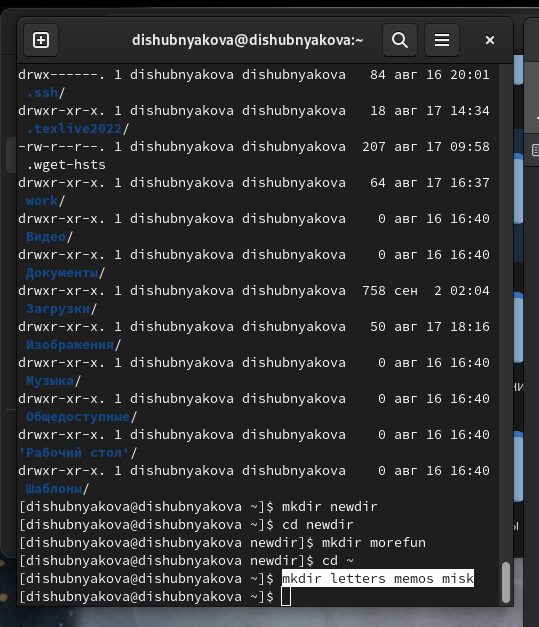 dishubnyakova@dishubnyakova:~
drwx------. 1 dishubnyakova dishubnyakova   84 авг 16 20:01
.ssh/
drwxr-xr-x. 1 dishubnyakova dishubnyakova   18 авг 17 14:34
.texlive2022/
-rw-r--r--. 1 dishubnyakova dishubnyakova  207 авг 17 09:58
.wget-hsts
drwxr-xr-x. 1 dishubnyakova dishubnyakova   64 авг 17 16:37
work/
drwxr-xr-x. 1 dishubnyakova dishubnyakova    0 авг 16 16:40
Видео/
drwxr-xr-x. 1 dishubnyakova dishubnyakova    0 авг 16 16:40
Документы/
drwxr-xr-x. 1 dishubnyakova dishubnyakova  758 сен  2 02:04
Загрузки/
drwxr-xr-x. 1 dishubnyakova dishubnyakova   50 авг 17 18:16
Изображения/
drwxr-xr-x. 1 dishubnyakova dishubnyakova    0 авг 16 16:40
Музыка/
drwxr-xr-x. 1 dishubnyakova dishubnyakova    0 авг 16 16:40
Общедоступные/
drwxr-xr-x. 1 dishubnyakova dishubnyakova    0 авг 16 16:40
'Рабочий стол'/
drwxr-xr-x. 1 dishubnyakova dishubnyakova    0 авг 16 16:40
Шаблоны/
[dishubnyakova@dishubnyakova ~]$ mkdir newdir
[dishubnyakova@dishubnyakova ~]$ cd newdir
[dishubnyakova@dishubnyakova newdir]$ mkdir morefun
[dishubnyakova@dishubnyakova newdir]$ cd ~
[dishubnyakova@dishubnyakova ~]$ mkdir letters memos misk
[dishubnyakova@dishubnyakova ~]$